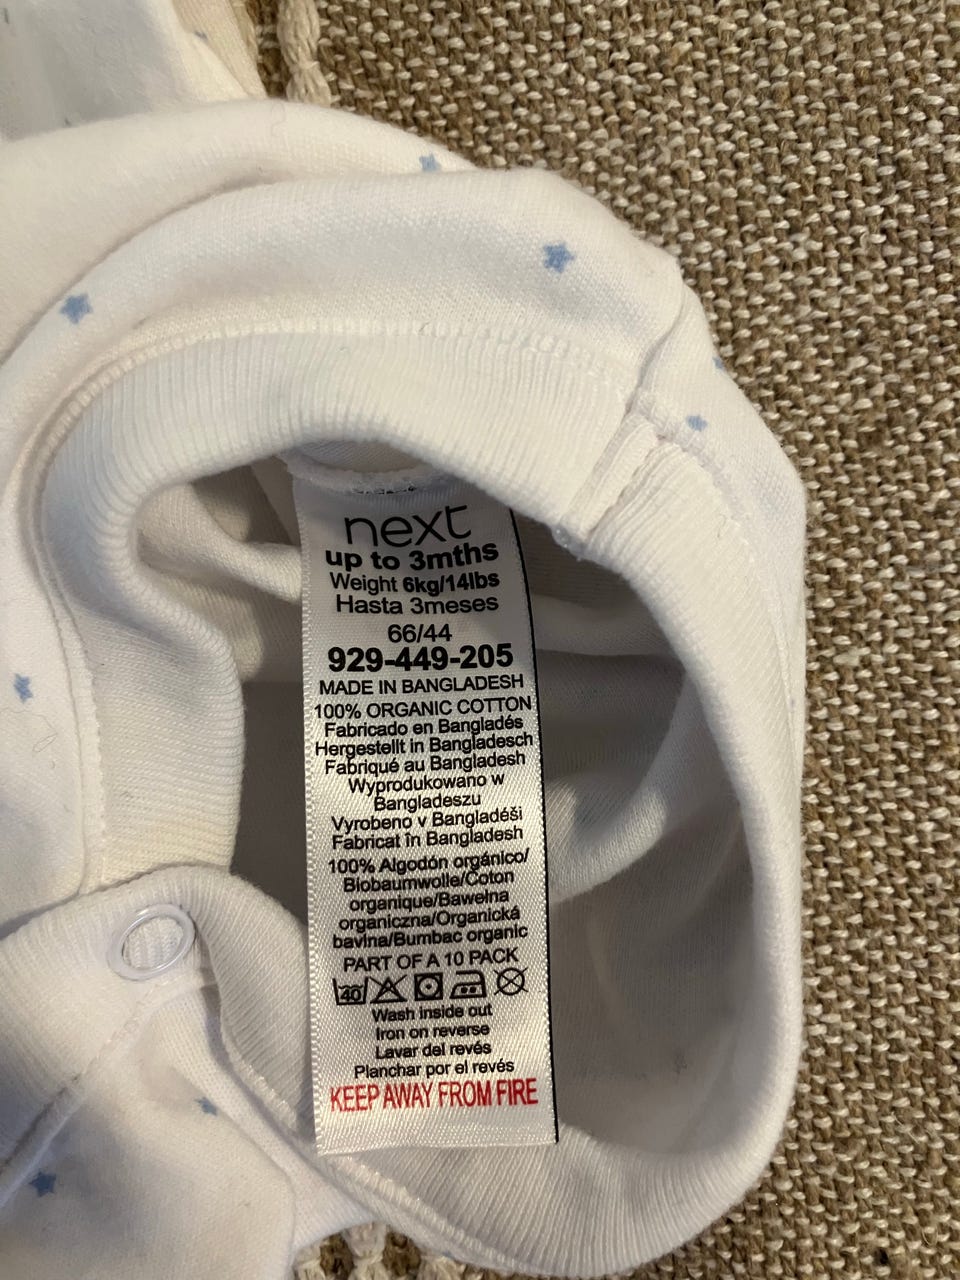 next
up to 3mths
Weight 6kg/14lbs
Hasta 3meses
66/44
929-449-205
MADE IN BANGLADESH
100% ORGANIC COTTON
Fabricado en Bangladés
Hergestellt in Bangladesch
Fabriqué au Bangladesh
Wyprodukowano w
Bangladeszu
Vyrobeno v Bangladéši
Fabricat în Bangladesh
100% Algodón orgánico/
Biobaumwolle/Coton
organique/Bawełna
organiczna/Organická
bavlna/Bumbac organic
PART OF A 10 PACK
40
Wash inside out
Iron on reverse
Lavar del revés
Planchar por el revés
KEEP AWAY FROM FIRE